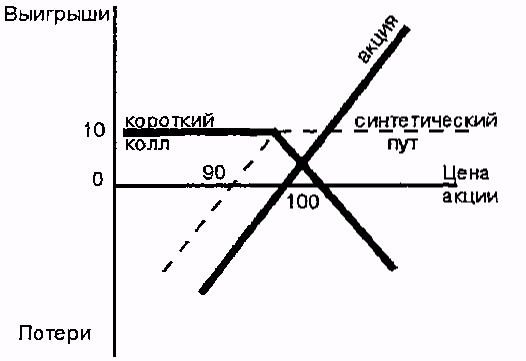 Выигрыши
акция
короткий
колл
10
синтетический
пут
90
Цена
акции
0
100
Потери